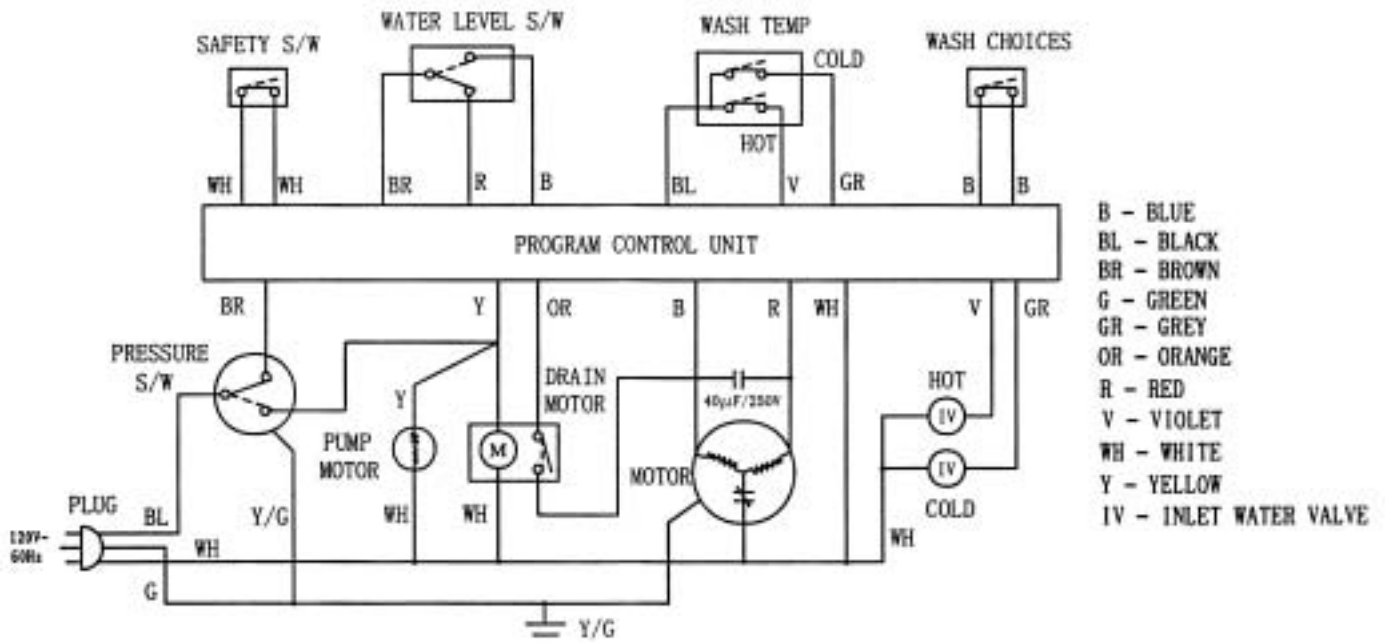 WATER LEVEL S/W
WASH TEMP
SAFETY S/W
WASH CHOICES
COLD
HOT
WH WH BR R B BL V GR B B
PROGRAM CONTROL UNIT
BR Y OR B R WH V GR
PRESSURE
S/W
DRAIN
MOTOR
40μF/250V
HOT
IV
Y
PUMP
MOTOR
M
MOTOR
IV
COLD
PLUG
BL
Y/G
WH
WH
WH
WH
120V~
60Hz
G
Y/G
B - BLUE
BL - BLACK
BR - BROWN
G - GREEN
GR - GREY
OR - ORANGE
R - RED
V - VIOLET
WH - WHITE
Y - YELLOW
IV - INLET WATER VALVE